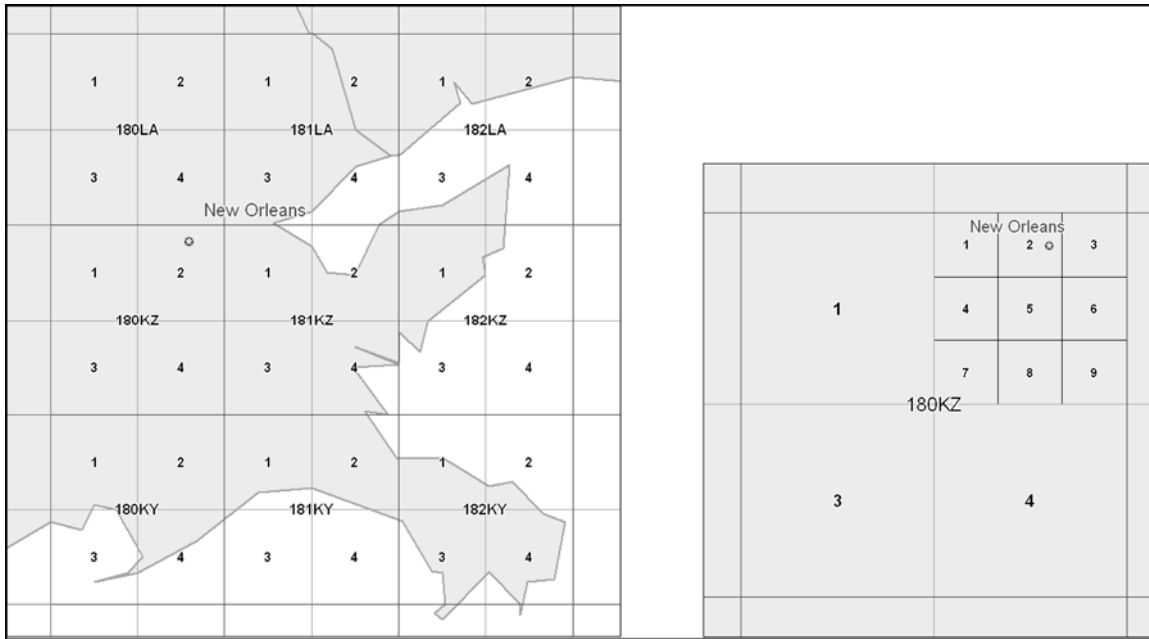 1 2 1 2 1 2
180LA 181LA 182LA
3 4 3 4 3 4
New Orleans
1 2 1 2 1 2
180KZ 181KZ 182KZ
3 4 3 4 3 4
1 2 1 2 1 2
180KY 181KY 182KY
3 4 3 4 3 4
New Orleans
1 2 3
1 4 5 6
7 8 9
180KZ
3 4